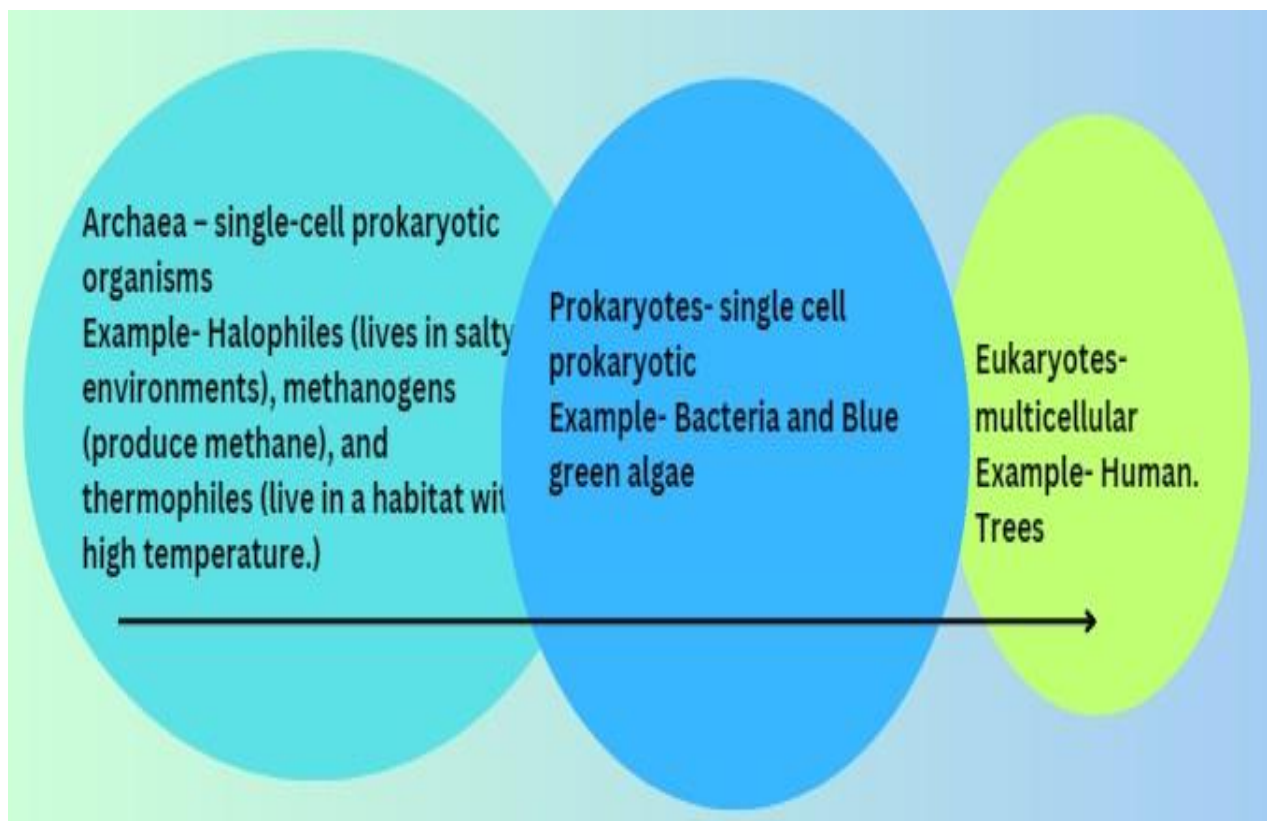 Archaea – single-cell prokaryotic
organisms
Example- Halophiles (lives in salty
environments), methanogens
(produce methane), and
thermophiles (live in a habitat
high temperature.)
Prokaryotes- single cell
prokaryotic
Example- Bacteria and Blue
green algae
Eukaryotes-
multicellular
Example- Human.
Trees